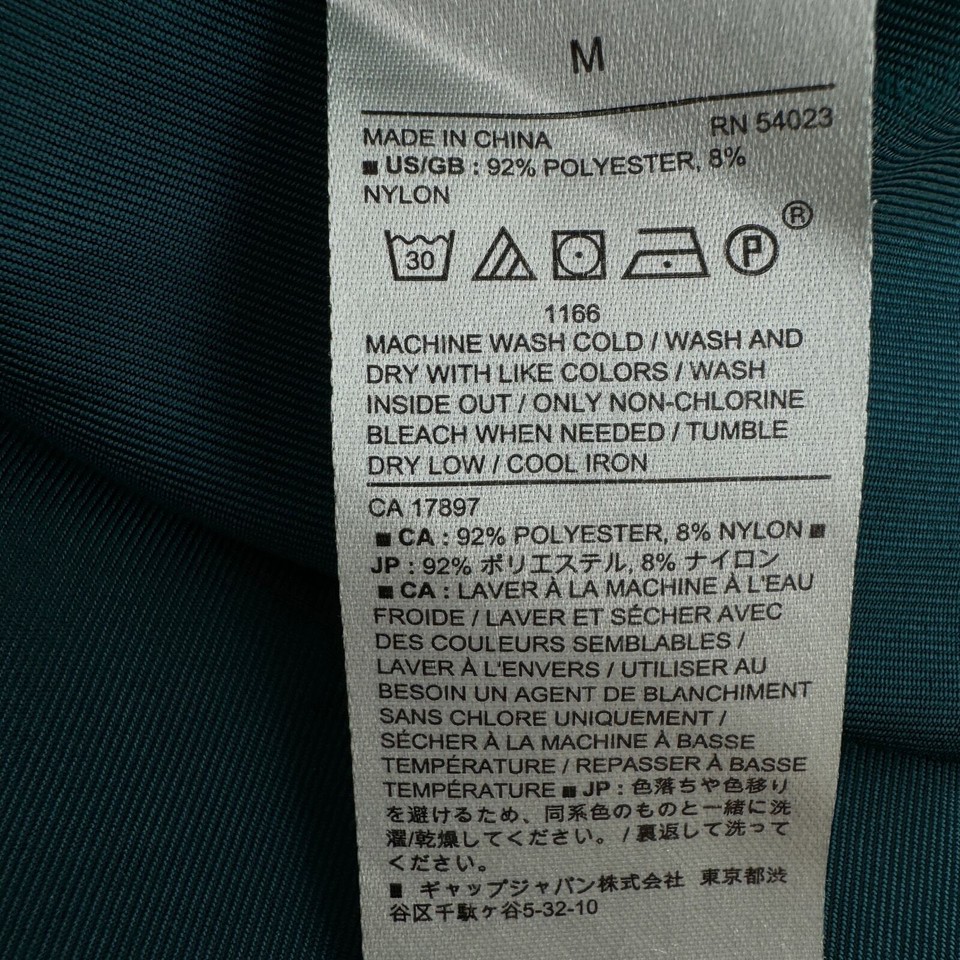 M
RN 54023
MADE IN CHINA
■ US/GB : 92% POLYESTER, 8%
NYLON
30 P ®
1166
MACHINE WASH COLD / WASH AND
DRY WITH LIKE COLORS / WASH
INSIDE OUT / ONLY NON-CHLORINE
BLEACH WHEN NEEDED / TUMBLE
DRY LOW / COOL IRON
CA 17897
■ CA : 92% POLYESTER, 8% NYLON ■
JP : 92% ポリエステル, 8% ナイロン
■ CA : LAVER À LA MACHINE À L'EAU
FROIDE / LAVER ET SÉCHER AVEC
DES COULEURS SEMBLABLES /
LAVER À L'ENVERS / UTILISER AU
BESOIN UN AGENT DE BLANCHIMENT
SANS CHLORE UNIQUEMENT /
SÉCHER À LA MACHINE À BASSE
TEMPÉRATURE / REPASSER À BASSE
TEMPÉRATURE ■ JP : 色落ちや色移り
を避けるため、同系色のものと一緒に洗
濯/乾燥してください。 / 裏返して洗って
ください。
■ ギャップジャパン株式会社 東京都渋
谷区千駄ヶ谷5-32-10